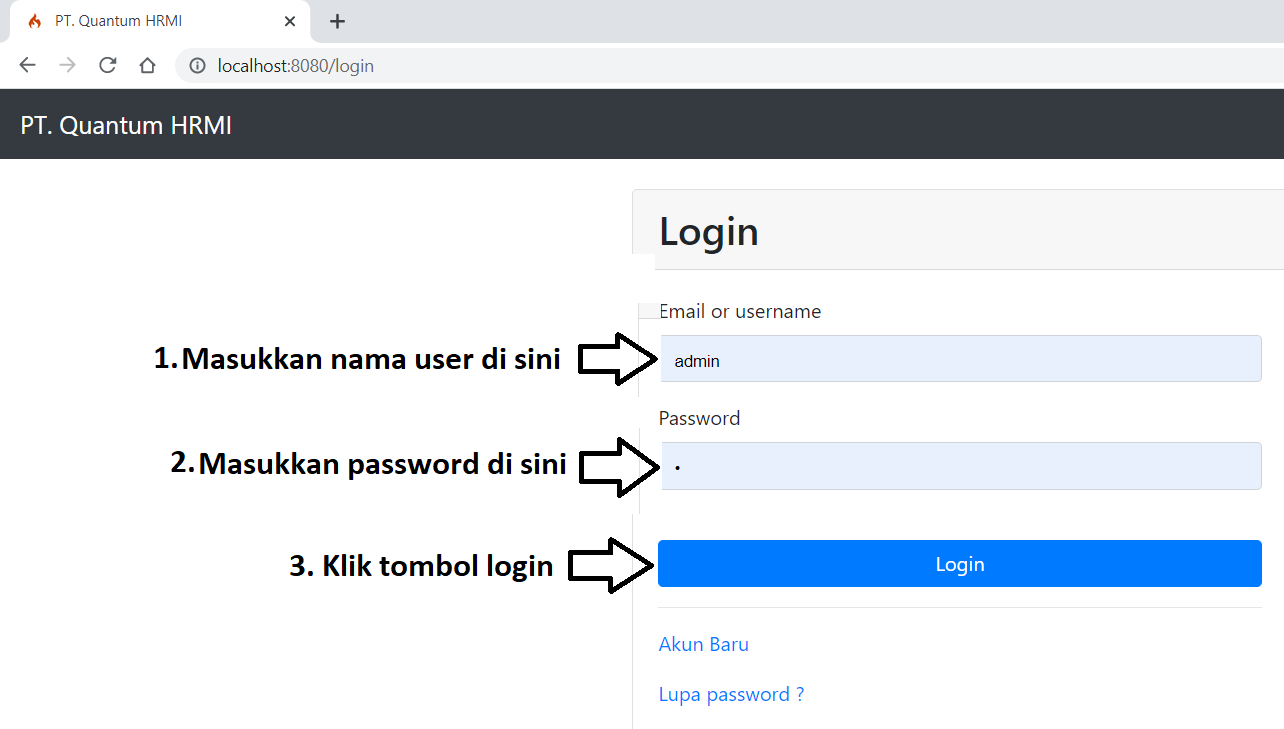 PT. Quantum HRMI
localhost:8080/login
PT. Quantum HRMI
Login
Email or username
1. Masukkan nama user di sini
admin
Password
2. Masukkan password di sini
•
3. Klik tombol login
Login
Akun Baru
Lupa password ?